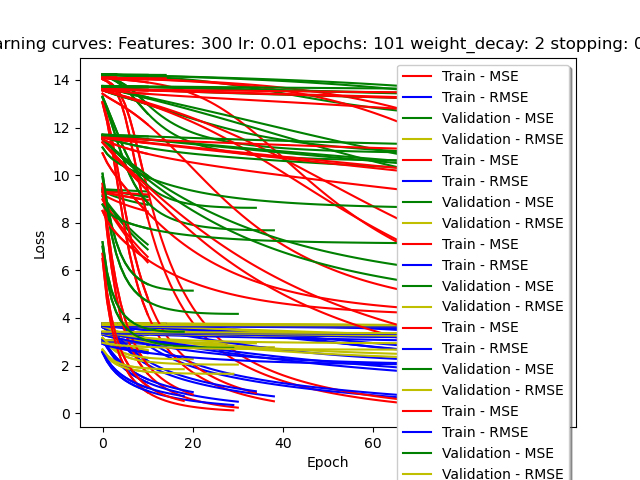 arning curves: Features: 300 lr: 0.01 epochs: 101 weight_decay: 2 stopping: 0
Loss
14
12
10
8
6
4
2
0
0 20 40 60
Epoch
Train - MSE
Train - RMSE
Validation - MSE
Validation - RMSE
Train - MSE
Train - RMSE
Validation - MSE
Validation - RMSE
Train - MSE
Train - RMSE
Validation - MSE
Validation - RMSE
Train - MSE
Train - RMSE
Validation - MSE
Validation - RMSE
Train - MSE
Train - RMSE
Validation - MSE
Validation - RMSE